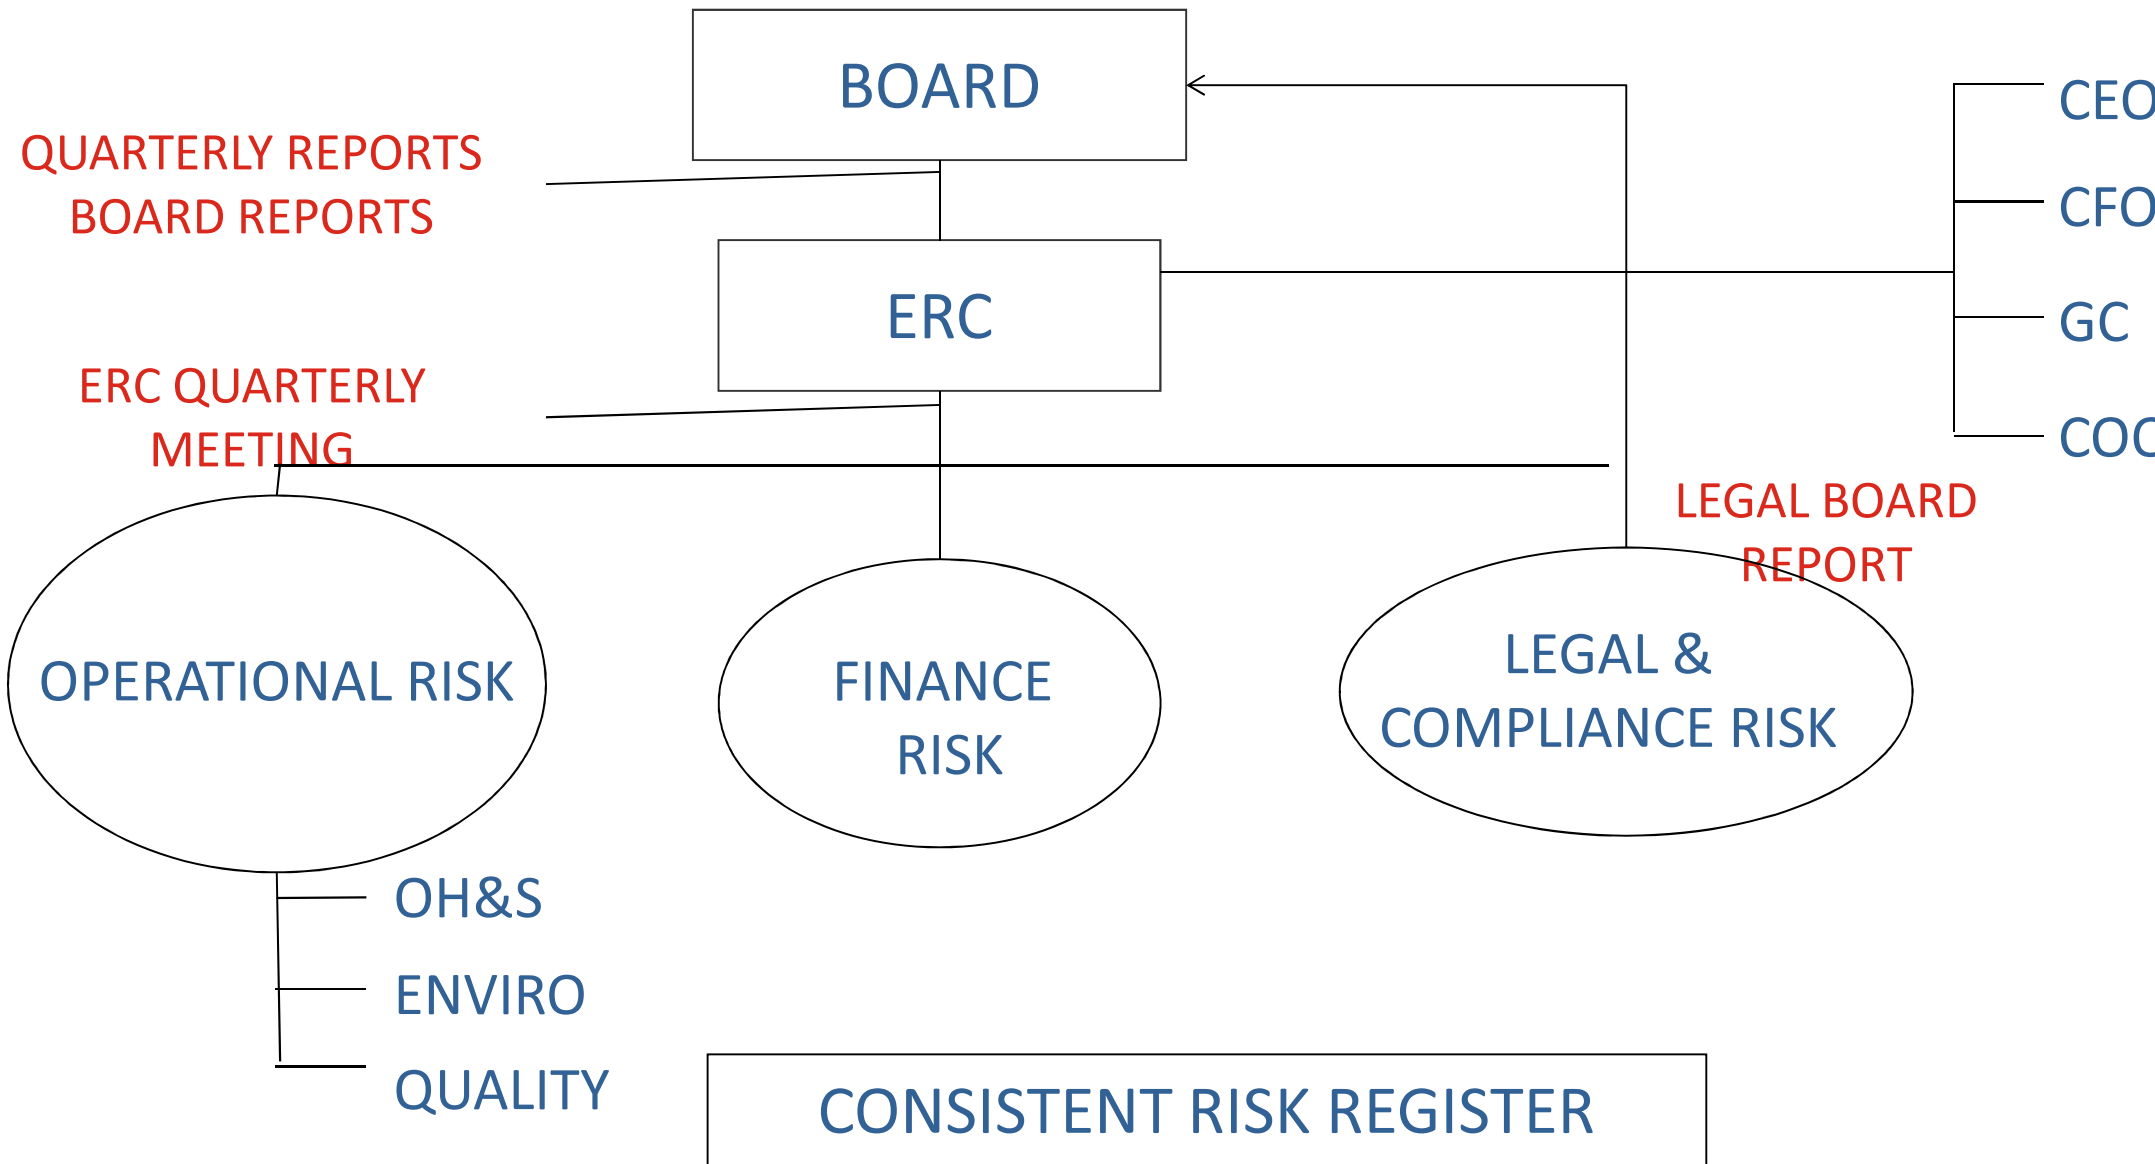 BOARD
CEO
QUARTERLY REPORTS
BOARD REPORTS
CFO
ERC
GC
ERC QUARTERLY
MEETING
COO
LEGAL BOARD
REPORT
OPERATIONAL RISK
FINANCE
RISK
LEGAL &
COMPLIANCE RISK
OH&S
ENVIRO
QUALITY
CONSISTENT RISK REGISTER